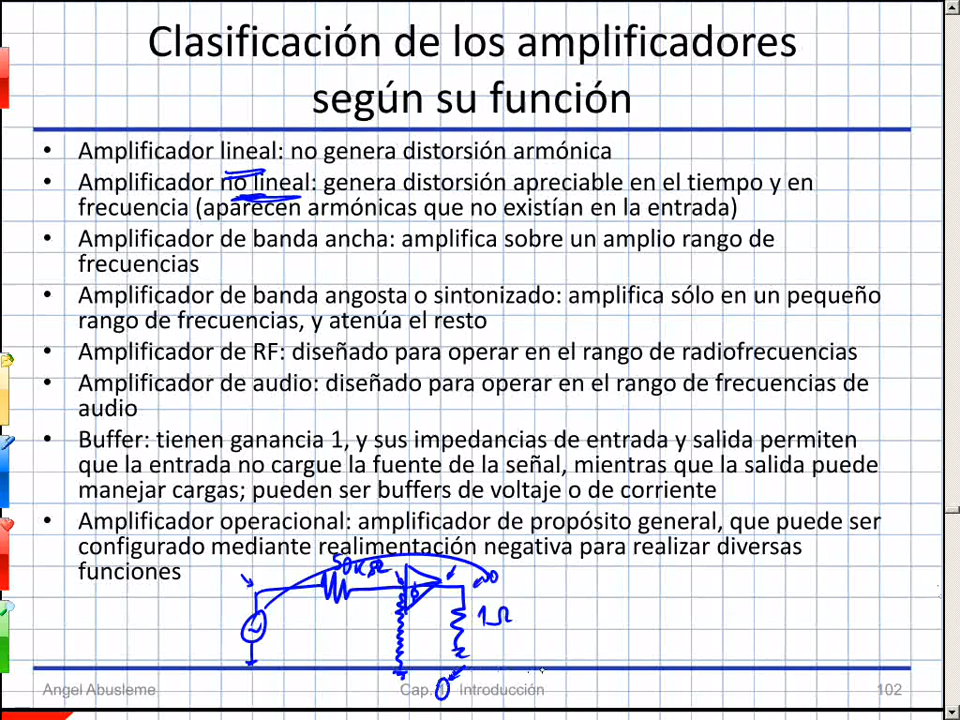 Clasificación de los amplificadores
según su función
• Amplificador lineal: no genera distorsión armónica
• Amplificador no lineal: genera distorsión apreciable en el tiempo y en
frecuencia (aparecen armónicas que no existían en la entrada)
• Amplificador de banda ancha: amplifica sobre un amplio rango de
frecuencias
• Amplificador de banda angosta o sintonizado: amplifica sólo en un pequeño
rango de frecuencias, y atenúa el resto
• Amplificador de RF: diseñado para operar en el rango de radiofrecuencias
• Amplificador de audio: diseñado para operar en el rango de frecuencias de
audio
• Buffer: tienen ganancia 1, y sus impedancias de entrada y salida permiten
que la entrada no cargue la fuente de la señal, mientras que la salida puede
manejar cargas; pueden ser buffers de voltaje o de corriente
• Amplificador operacional: amplificador de propósito general, que puede ser
configurado mediante realimentación negativa para realizar diversas
funciones
50KΩ
1Ω
Angel Abusleme
Cap. 1: Introducción
102